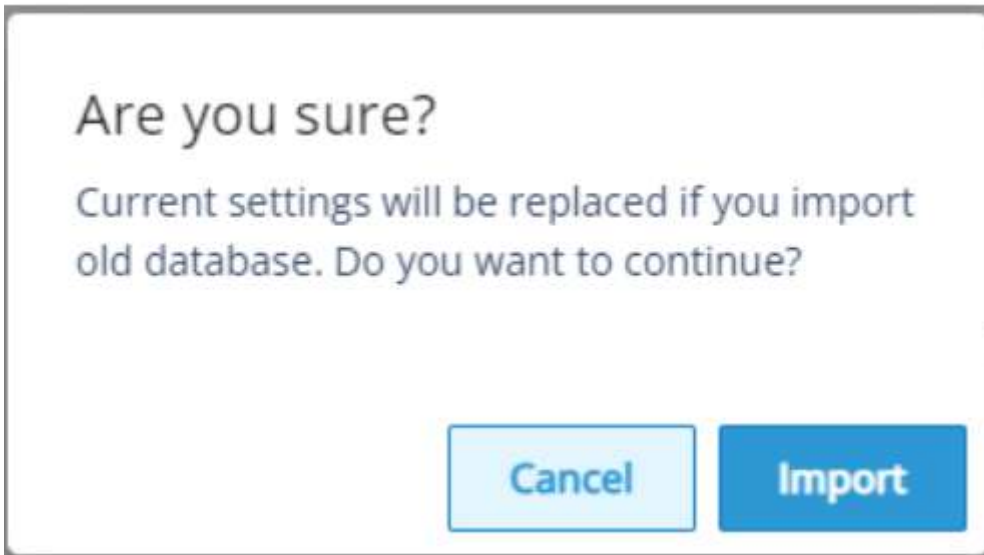 Are you sure?
Current settings will be replaced if you import
old database. Do you want to continue?
Cancel
Import